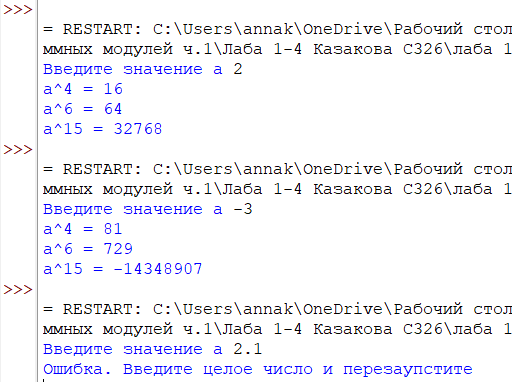 >>>
= RESTART: C:\Users\annak\OneDrive\Рабочий стол
ммных модулей ч.1\Лаба 1-4 Казакова С326\лаба 1
Введите значение a 2
a^4 = 16
a^6 = 64
a^15 = 32768
>>>
= RESTART: C:\Users\annak\OneDrive\Рабочий стол
ммных модулей ч.1\Лаба 1-4 Казакова С326\лаба 1
Введите значение a -3
a^4 = 81
a^6 = 729
a^15 = -14348907
>>>
= RESTART: C:\Users\annak\OneDrive\Рабочий стол
ммных модулей ч.1\Лаба 1-4 Казакова С326\лаба 1
Введите значение a 2.1
Ошибка. Введите целое число и перезаупстите